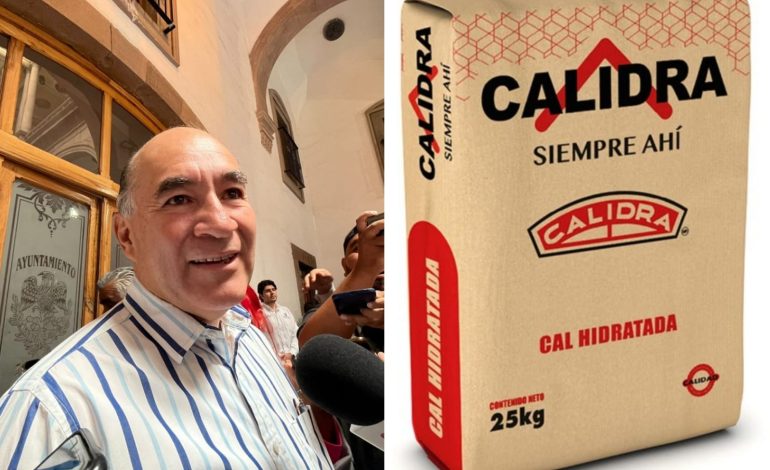 AYUNTAMIENTO
CALIDRA
SIEMPRE AHÍ
CALIDRA
SIEMPRE AHÍ
CALIDRA
CAL HIDRATADA
CAL HIDRATADA
CONTENIDO NETO
25kg
CALIDAD